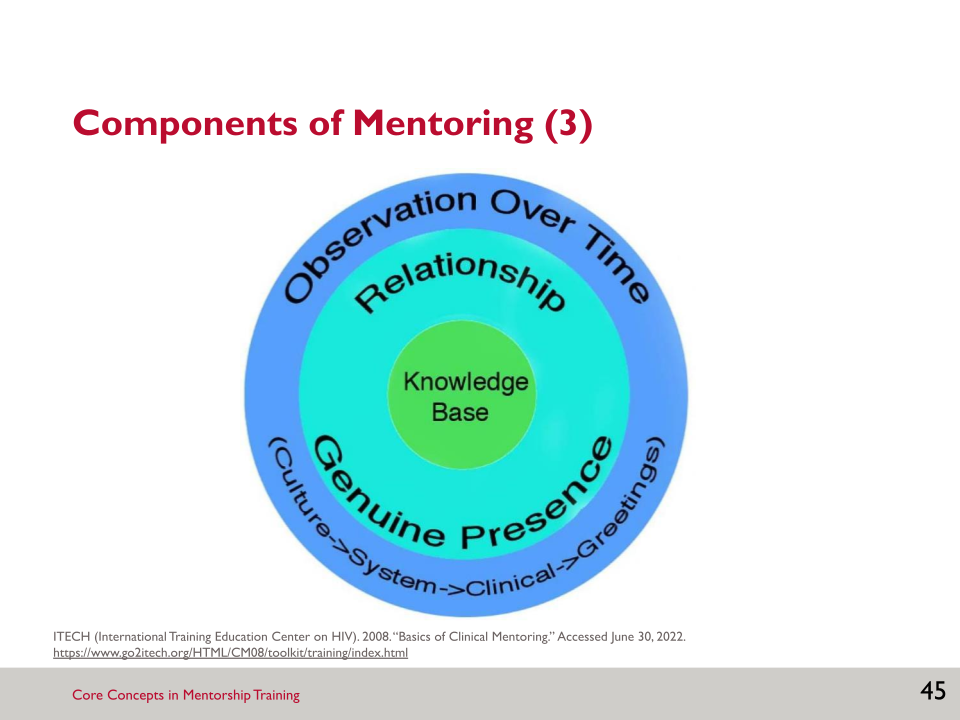 Components of Mentoring (3)
Observation Over Time
Relationship
Knowledge
Base
Genuine Presence
(Culture->System->Clinical->Greetings)
ITECH (International Training Education Center on HIV). 2008. “Basics of Clinical Mentoring.” Accessed June 30, 2022.
https://www.go2itech.org/HTML/CM08/toolkit/training/index.html
Core Concepts in Mentorship Training
45